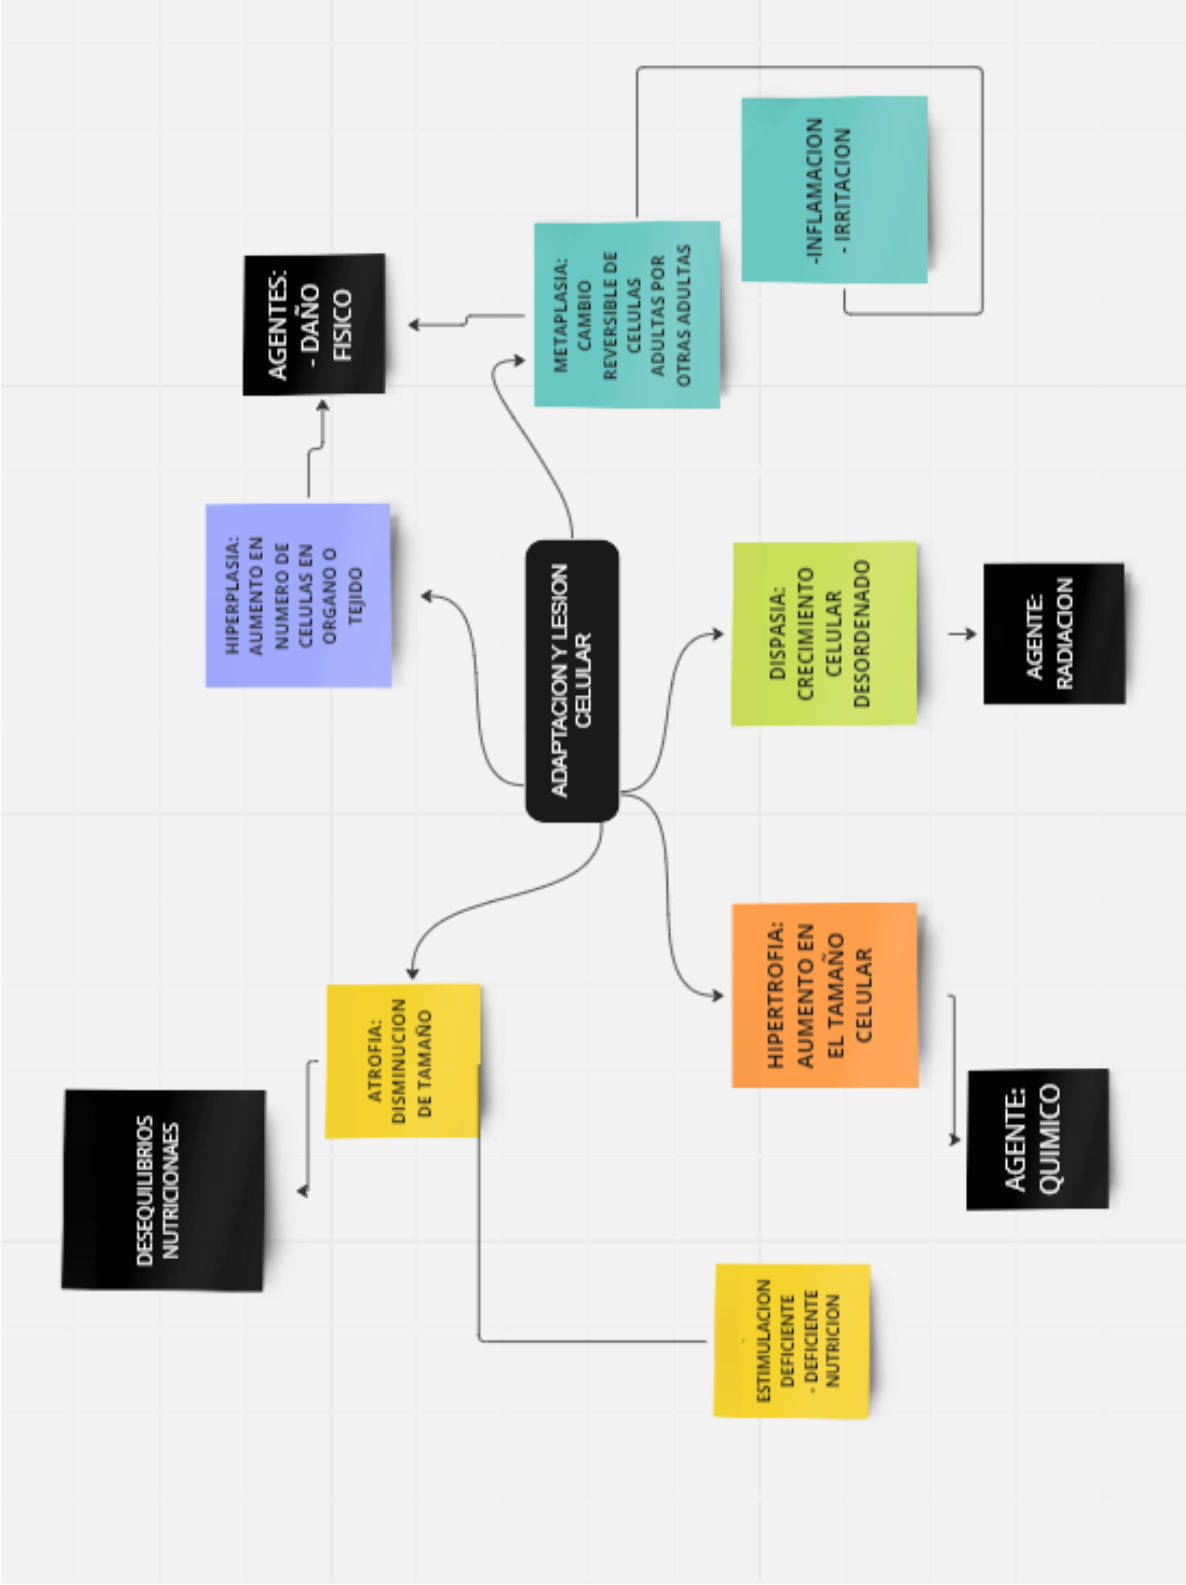 DESEQUILIBRIOS
NUTRICIONAES
ATROFIA:
DISMINUCION
DE TAMAÑO
ESTIMULACION
DEFICIENTE
- DEFICIENTE
NUTRICION
HIPERPLASIA:
AUMENTO EN
NUMERO DE
CELULAS EN
ORGANO O
TEJIDO
AGENTES:
- DAÑO
FISICO
ADAPTACION Y LESION
CELULAR
METAPLASIA:
CAMBIO
REVERSIBLE DE
CELULAS
ADULTAS POR
OTRAS ADULTAS
-INFLAMACION
- IRRITACION
HIPERTROFIA:
AUMENTO EN
EL TAMAÑO
CELULAR
AGENTE:
QUIMICO
DISPASIA:
CRECIMIENTO
CELULAR
DESORDENADO
AGENTE:
RADIACION